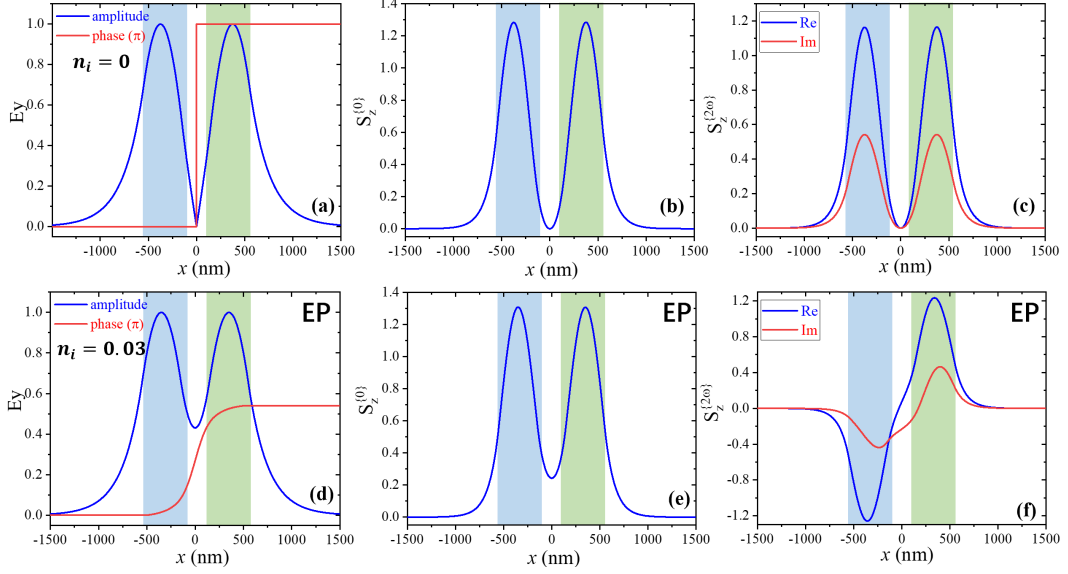 amplitude
phase (π)
n_i = 0
Ey
1.0
0.8
0.6
0.4
0.2
0.0
-1500 -1000 -500 0 500 1000 1500
x (nm)
(a)
S_z^{0}
1.4
1.2
1.0
0.8
0.6
0.4
0.2
0.0
-1500 -1000 -500 0 500 1000 1500
x (nm)
(b)
Re
Im
S_z^{2ω}
1.4
1.2
1.0
0.8
0.6
0.4
0.2
0.0
-1500 -1000 -500 0 500 1000 1500
x (nm)
(c)
amplitude
phase (π)
n_i = 0.03
EP
Ey
1.0
0.8
0.6
0.4
0.2
0.0
-1500 -1000 -500 0 500 1000 1500
x (nm)
(d)
EP
S_z^{0}
1.4
1.2
1.0
0.8
0.6
0.4
0.2
0.0
-1500 -1000 -500 0 500 1000 1500
x (nm)
(e)
Re
Im
EP
S_z^{2ω}
1.2
0.8
0.4
0.0
-0.4
-0.8
-1.2
-1500 -1000 -500 0 500 1000 1500
x (nm)
(f)